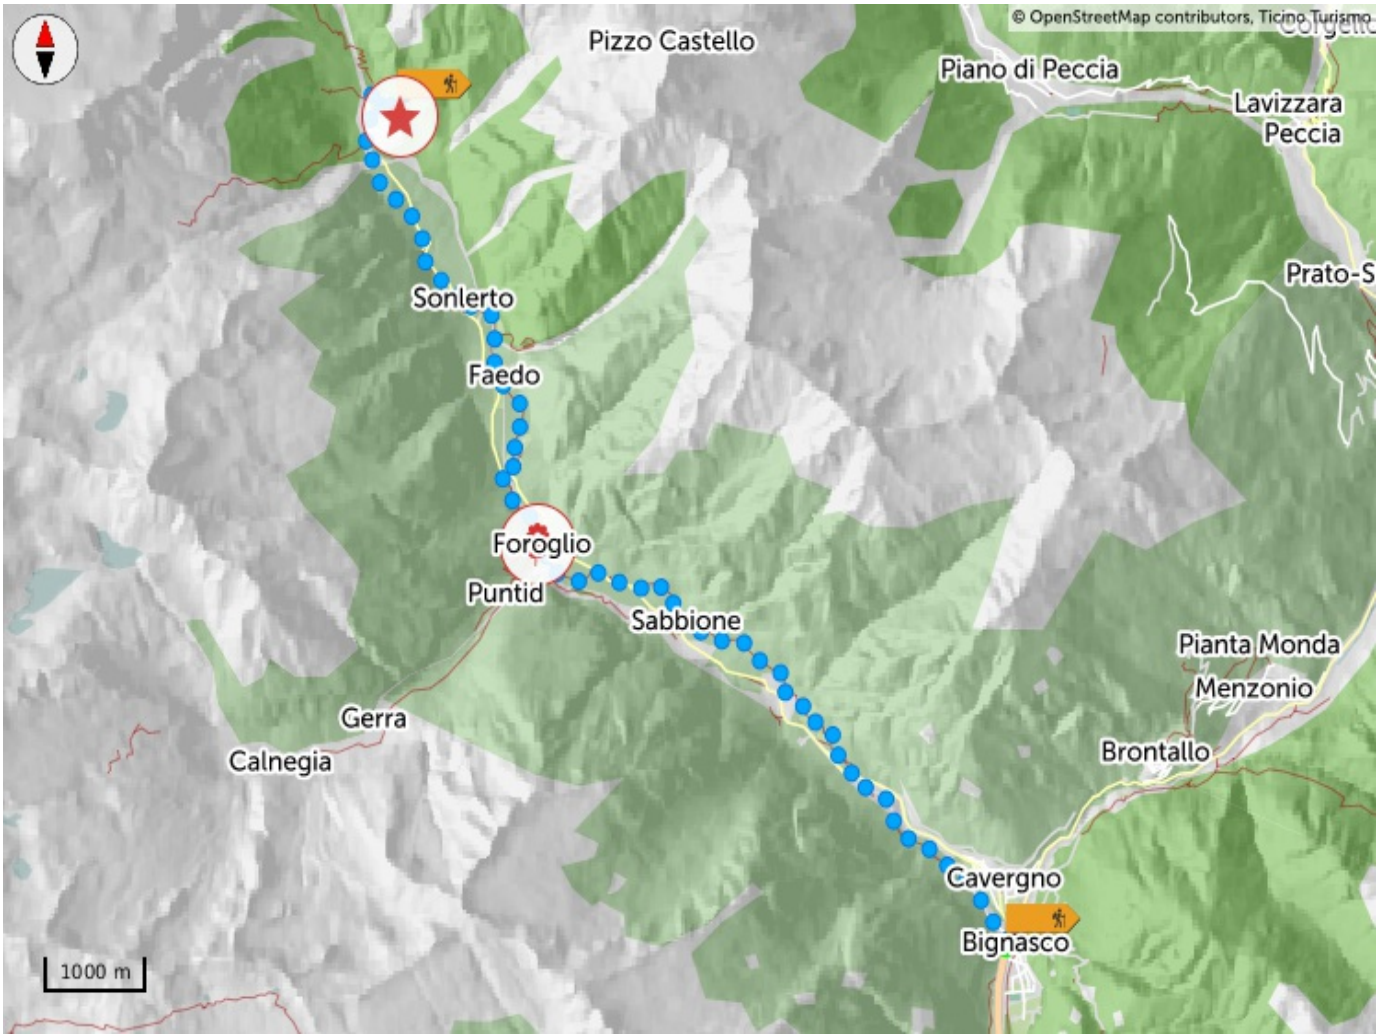 © OpenStreetMap contributors, Ticino Turismo
Pizzo Castello
Piano di Peccia
Lavizzara
Peccia
Prato-S
Sonlerto
Faedo
Foroglio
Puntid
Sabbione
Pianta Monda
Menzonio
Gerra
Brontallo
Calnegia
Cavergno
Bignasco
1000 m